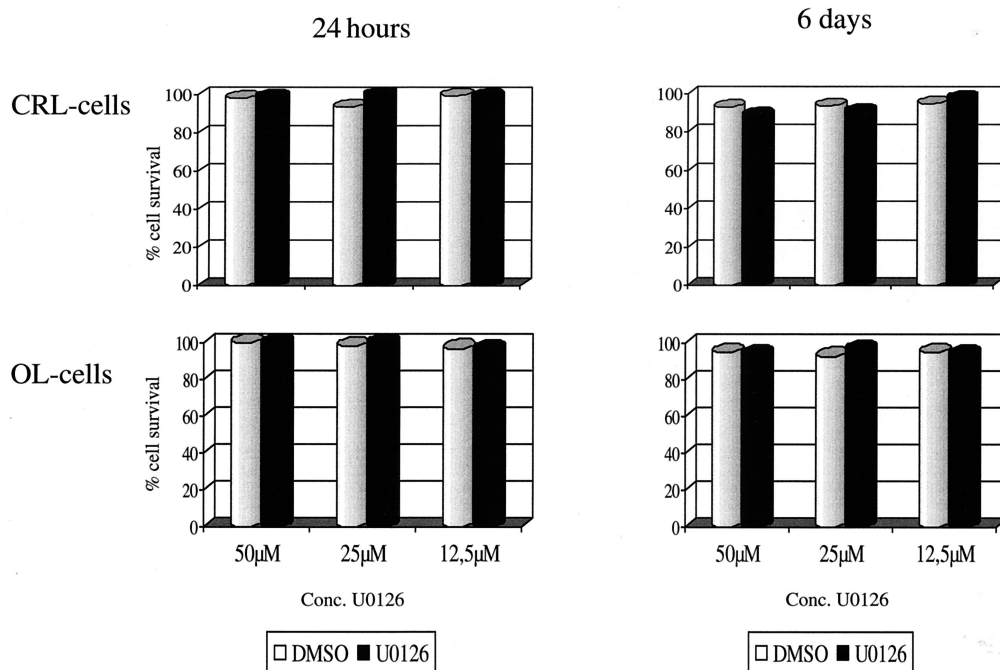 24 hours
6 days
CRL-cells
% cell survival
100
80
60
40
20
0
100
80
60
40
20
0
OL-cells
% cell survival
100
80
60
40
20
0
50µM
25µM
12,5µM
Conc. U0126
DMSO
U0126
100
80
60
40
20
0
50µM
25µM
12,5µM
Conc. U0126
DMSO
U0126